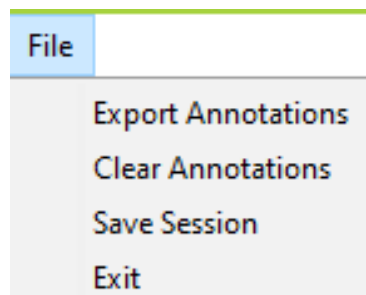 File
Export Annotations
Clear Annotations
Save Session
Exit